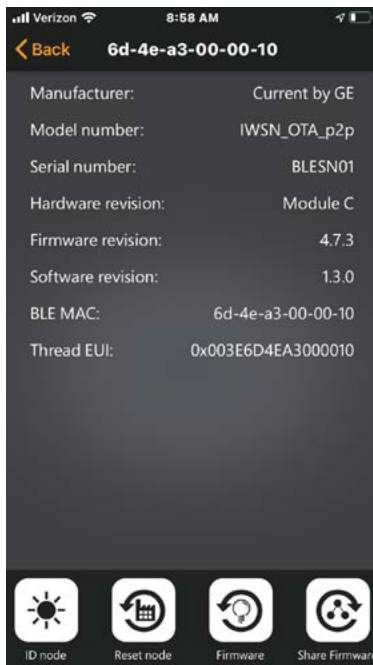 Verizon 8:58 AM
Back 6d-4e-a3-00-00-10
Manufacturer: Current by GE
Model number: IWSN_OTA_p2p
Serial number: BLESN01
Hardware revision: Module C
Firmware revision: 4.7.3
Software revision: 1.3.0
BLE MAC: 6d-4e-a3-00-00-10
Thread EUI: 0x003E6D4EA3000010
ID node Reset node Firmware Share Firmwar